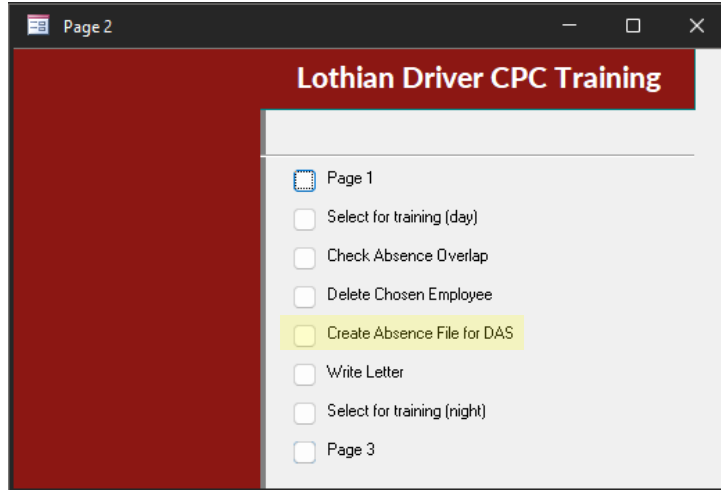 Page 2
Lothian Driver CPC Training
Page 1
Select for training (day)
Check Absence Overlap
Delete Chosen Employee
Create Absence File for DAS
Write Letter
Select for training (night)
Page 3